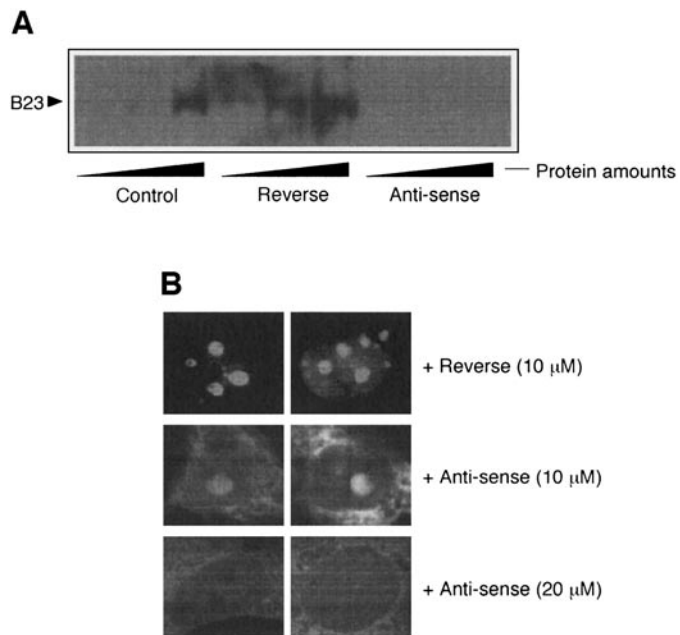 A
B23
Protein amounts
Control Reverse Anti-sense
B
+ Reverse (10 μM)
+ Anti-sense (10 μM)
+ Anti-sense (20 μM)